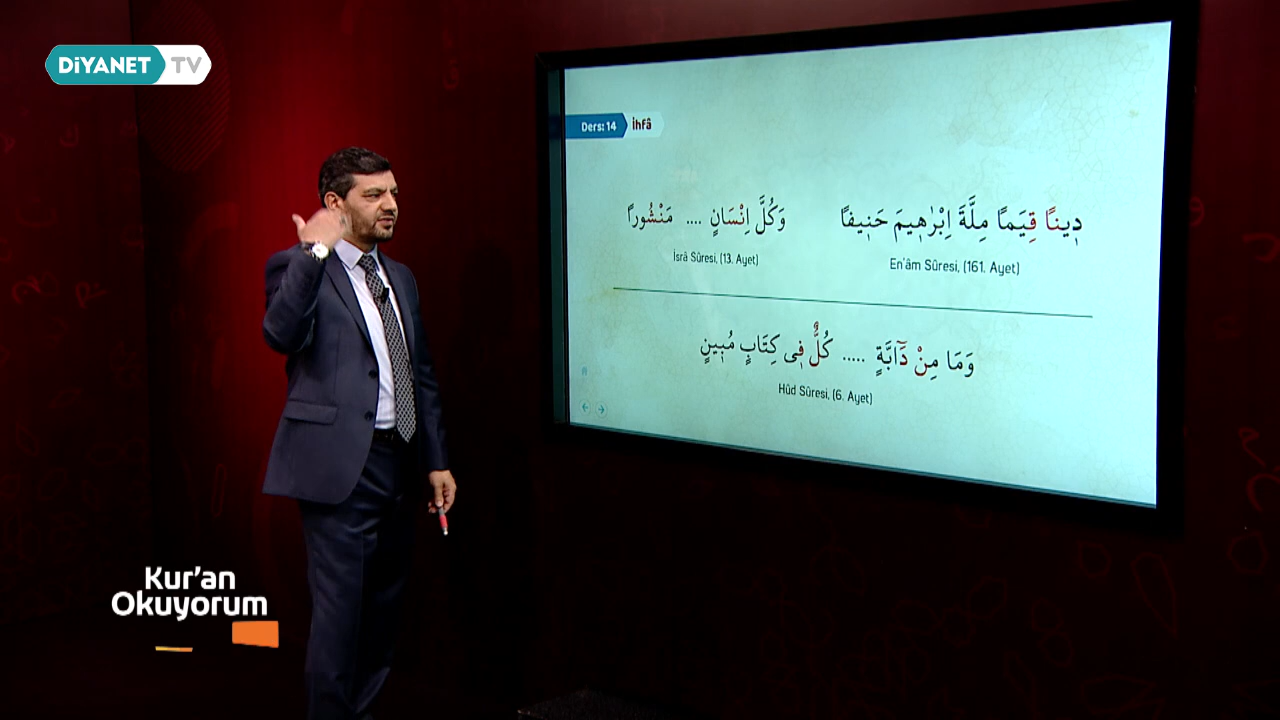 DİYANET TV
Ders: 14 İhfâ
دٖينًا قِيَمًا مِلَّةَ اِبْرٰهٖيمَ حَنٖيفًا
En'âm Sûresi, (161. Ayet)
وَكُلَّ اِنْسَانٍ .... مَنْشُورًا
İsrâ Sûresi, (13. Ayet)
وَمَا مِنْ دَٓابَّةٍ ..... كُلٌّ فٖى كِتَابٍ مُبٖينٍ
Hûd Sûresi, (6. Ayet)
Kur'an
Okuyorum